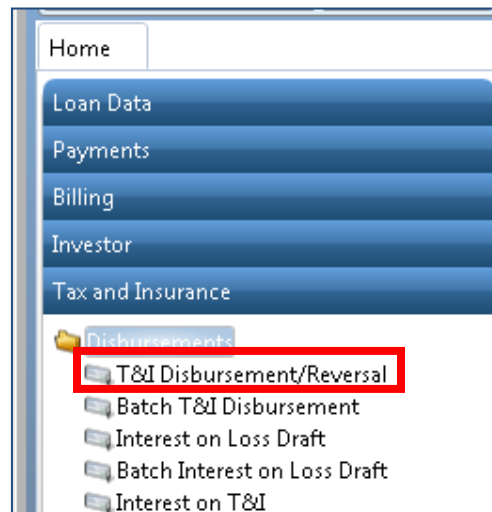 Home
Loan Data
Payments
Billing
Investor
Tax and Insurance
Disbursements
T&I Disbursement/Reversal
Batch T&I Disbursement
Interest on Loss Draft
Batch Interest on Loss Draft
Interest on T&I